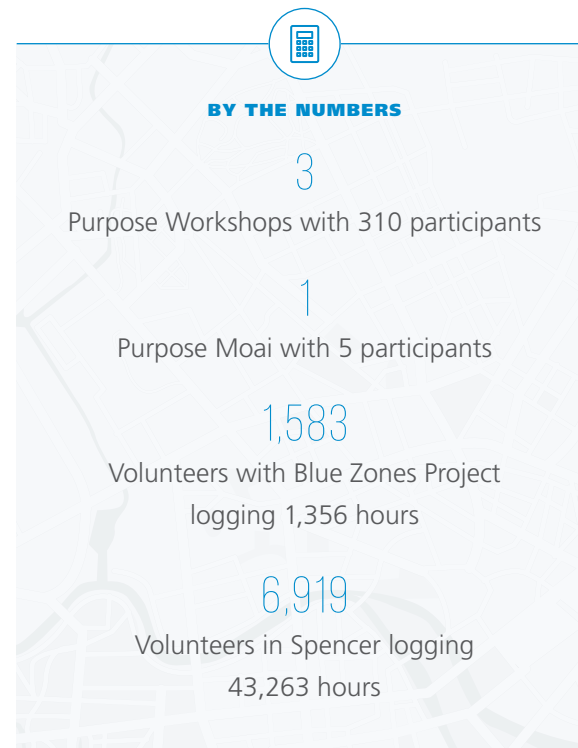 BY THE NUMBERS
3
Purpose Workshops with 310 participants
1
Purpose Moai with 5 participants
1,583
Volunteers with Blue Zones Project
logging 1,356 hours
6,919
Volunteers in Spencer logging
43,263 hours